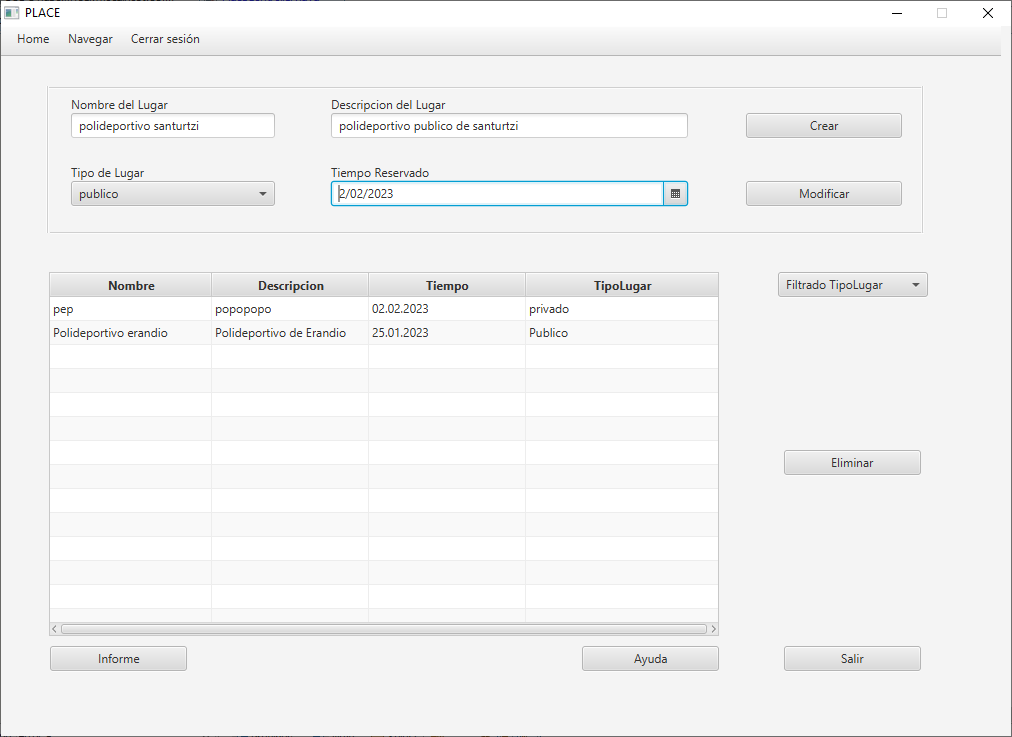 PLACE
Home Navegar Cerrar sesión
Nombre del Lugar Descripcion del Lugar
polideportivo santurtzi polideportivo publico de santurtzi Crear
Tipo de Lugar Tiempo Reservado
publico 2/02/2023 Modificar
Nombre Descripcion Tiempo TipoLugar Filtrado TipoLugar
pep popopopo 02.02.2023 privado
Polideportivo erandio Polideportivo de Erandio 25.01.2023 Publico
Eliminar
Informe Ayuda Salir